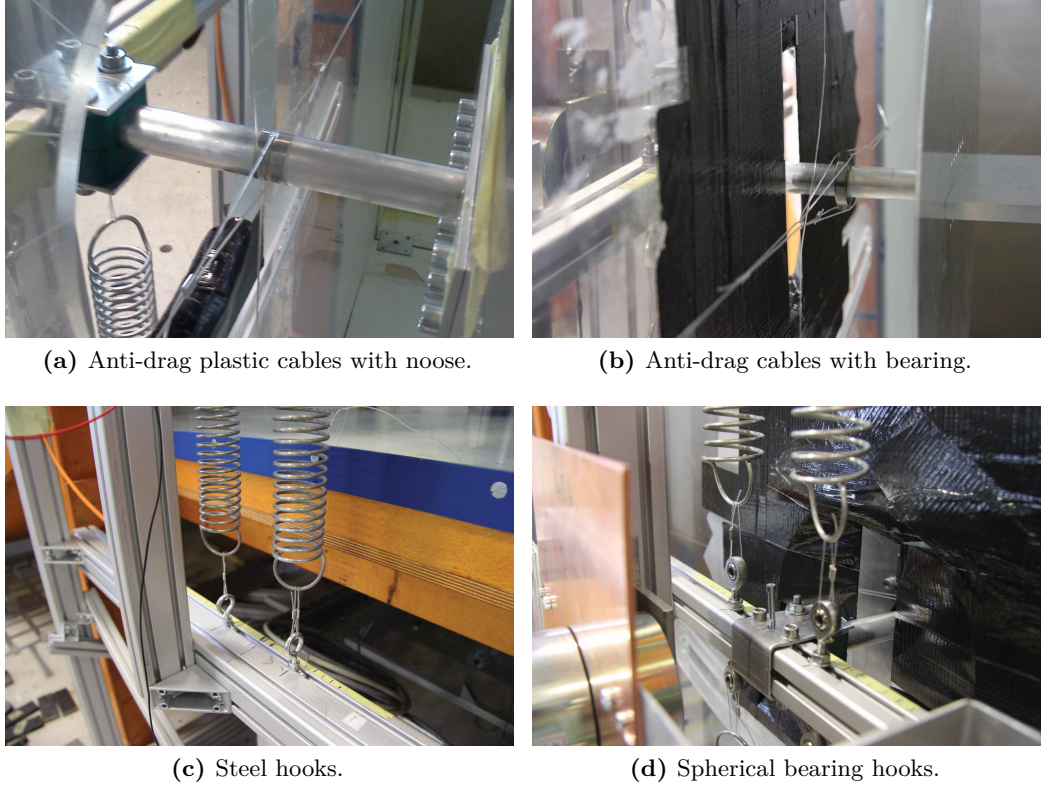 (a) Anti-drag plastic cables with noose.
(b) Anti-drag cables with bearing.
(c) Steel hooks.
(d) Spherical bearing hooks.